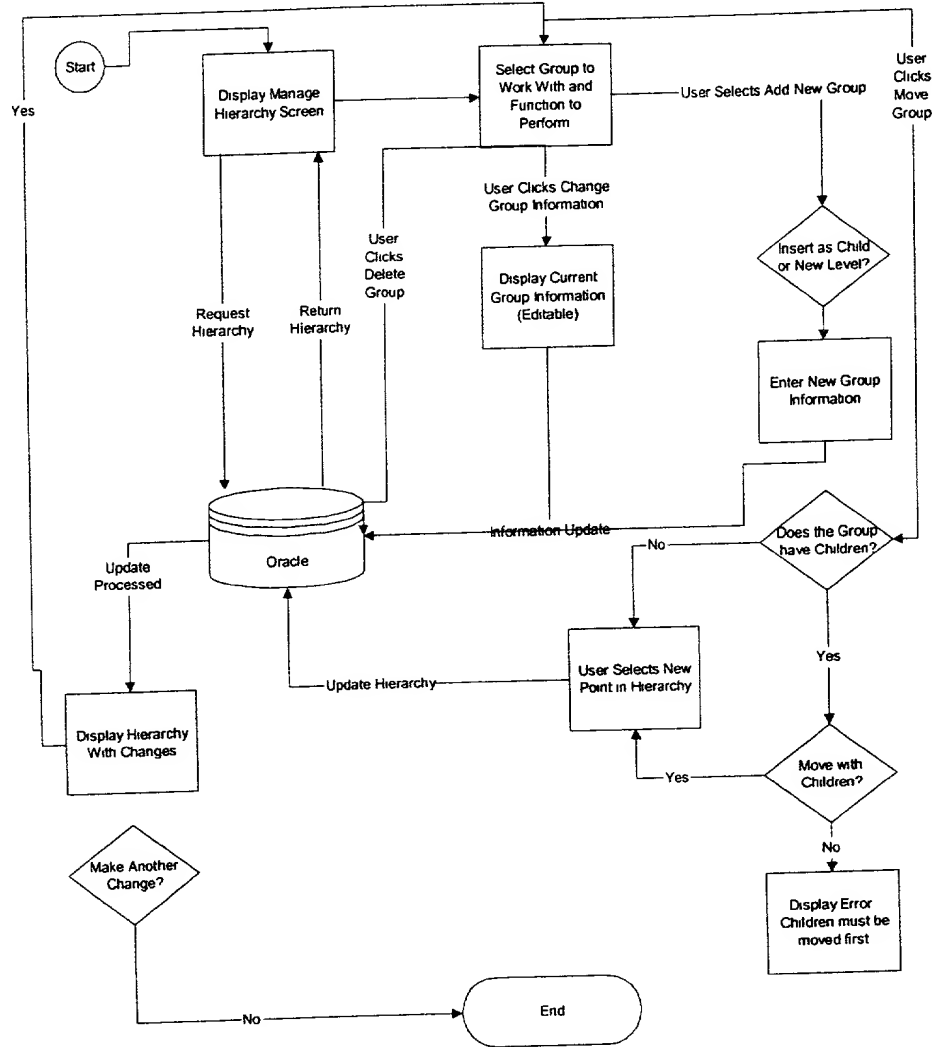 Start
Yes
Display Manage
Hierarchy Screen
Select Group to
Work With and
Function to
Perform
User Selects Add New Group
User
Clicks
Move
Group
User Clicks Change
Group Information
User
Clicks
Delete
Group
Insert as Child
or New Level?
Display Current
Group Information
(Editable)
Request
Hierarchy
Return
Hierarchy
Enter New Group
Information
Oracle
Information Update
No
Does the Group
have Children?
Update
Processed
Yes
User Selects New
Point in Hierarchy
Update Hierarchy
Display Hierarchy
With Changes
Yes
Move with
Children?
No
Make Another
Change?
Display Error
Children must be
moved first
No
End